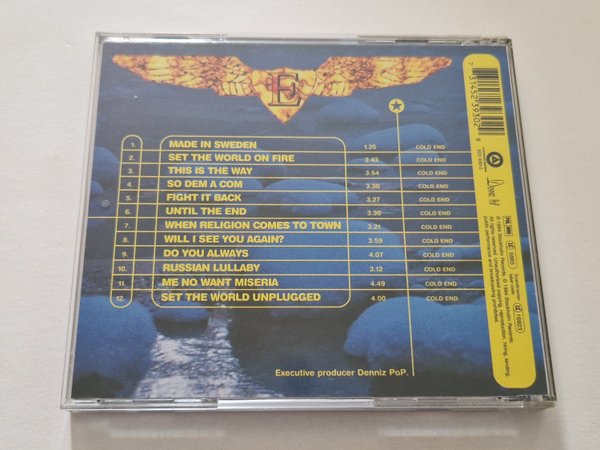 E
1. MADE IN SWEDEN 1.35 COLD END
2. SET THE WORLD ON FIRE 3.43 COLD END
3. THIS IS THE WAY 3.54 COLD END
4. SO DEM A COM 3.30 COLD END
5. FIGHT IT BACK 3.27 COLD END
6. UNTIL THE END 3.30 COLD END
7. WHEN RELIGION COMES TO TOWN 3.21 COLD END
8. WILL I SEE YOU AGAIN? 3.59 COLD END
9. DO YOU ALWAYS 4.07 COLD END
10. RUSSIAN LULLABY 3.12 COLD END
11. ME NO WANT MISERIA 4.49 COLD END
12. SET THE WORLD UNPLUGGED 4.00 COLD END
Executive producer Denniz PoP.
7 31452 39302 9